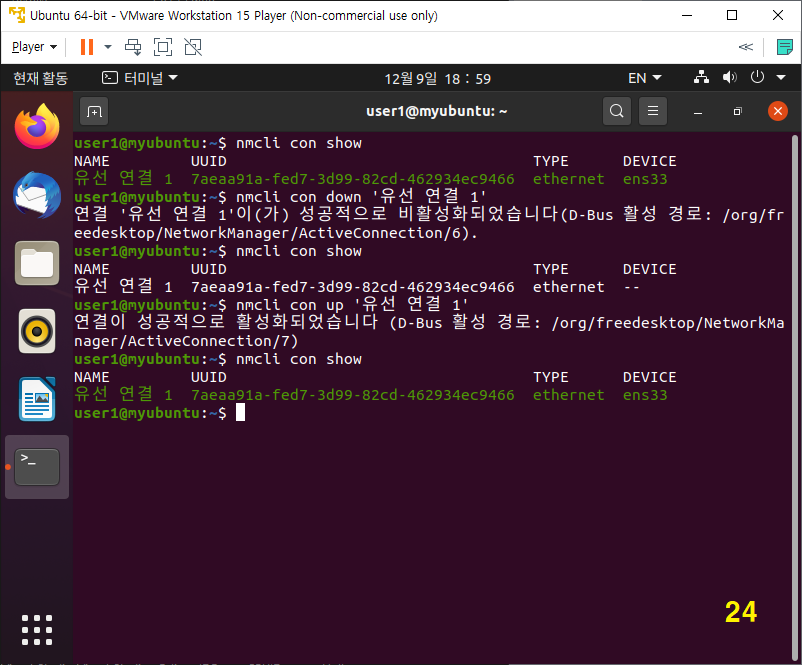 Ubuntu 64-bit - VMware Workstation 15 Player (Non-commercial use only)
Player
현재 활동 터미널 12월 9일 18：59 EN
user1@myubuntu: ~
user1@myubuntu:~$ nmcli con show
NAME UUID TYPE DEVICE
유선 연결 1 7aeaa91a-fed7-3d99-82cd-462934ec9466 ethernet ens33
user1@myubuntu:~$ nmcli con down '유선 연결 1'
연결 '유선 연결 1'이(가) 성공적으로 비활성화되었습니다(D-Bus 활성 경로: /org/fr
eedesktop/NetworkManager/ActiveConnection/6).
user1@myubuntu:~$ nmcli con show
NAME UUID TYPE DEVICE
유선 연결 1 7aeaa91a-fed7-3d99-82cd-462934ec9466 ethernet --
user1@myubuntu:~$ nmcli con up '유선 연결 1'
연결이 성공적으로 활성화되었습니다 (D-Bus 활성 경로: /org/freedesktop/NetworkMa
nager/ActiveConnection/7)
user1@myubuntu:~$ nmcli con show
NAME UUID TYPE DEVICE
유선 연결 1 7aeaa91a-fed7-3d99-82cd-462934ec9466 ethernet ens33
user1@myubuntu:~$
24